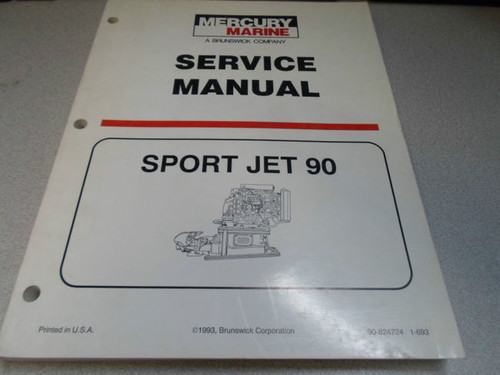 MERCURY
MARINE
A BRUNSWICK COMPANY
SERVICE
MANUAL
SPORT JET 90
Printed in U.S.A.
©1993, Brunswick Corporation
90-824724 1-693